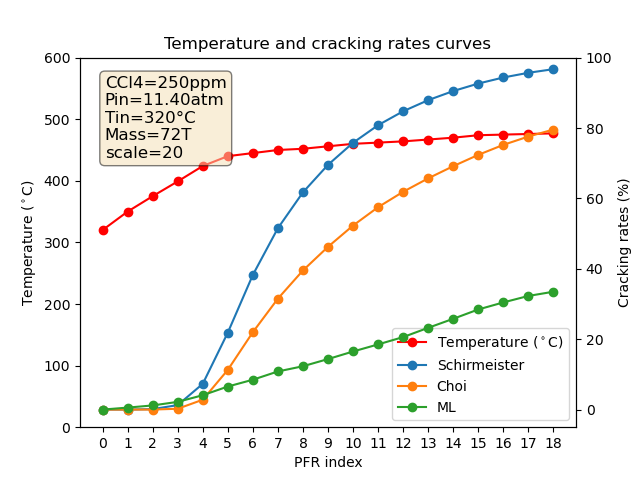 Temperature and cracking rates curves
CCl4=250ppm
Pin=11.40atm
Tin=320°C
Mass=72T
scale=20
Temperature (°C)
600
500
400
300
200
100
0
100
80
60
40
20
0
Cracking rates (%)
Temperature (°C)
Schirmeister
Choi
ML
0 1 2 3 4 5 6 7 8 9 10 11 12 13 14 15 16 17 18
PFR index